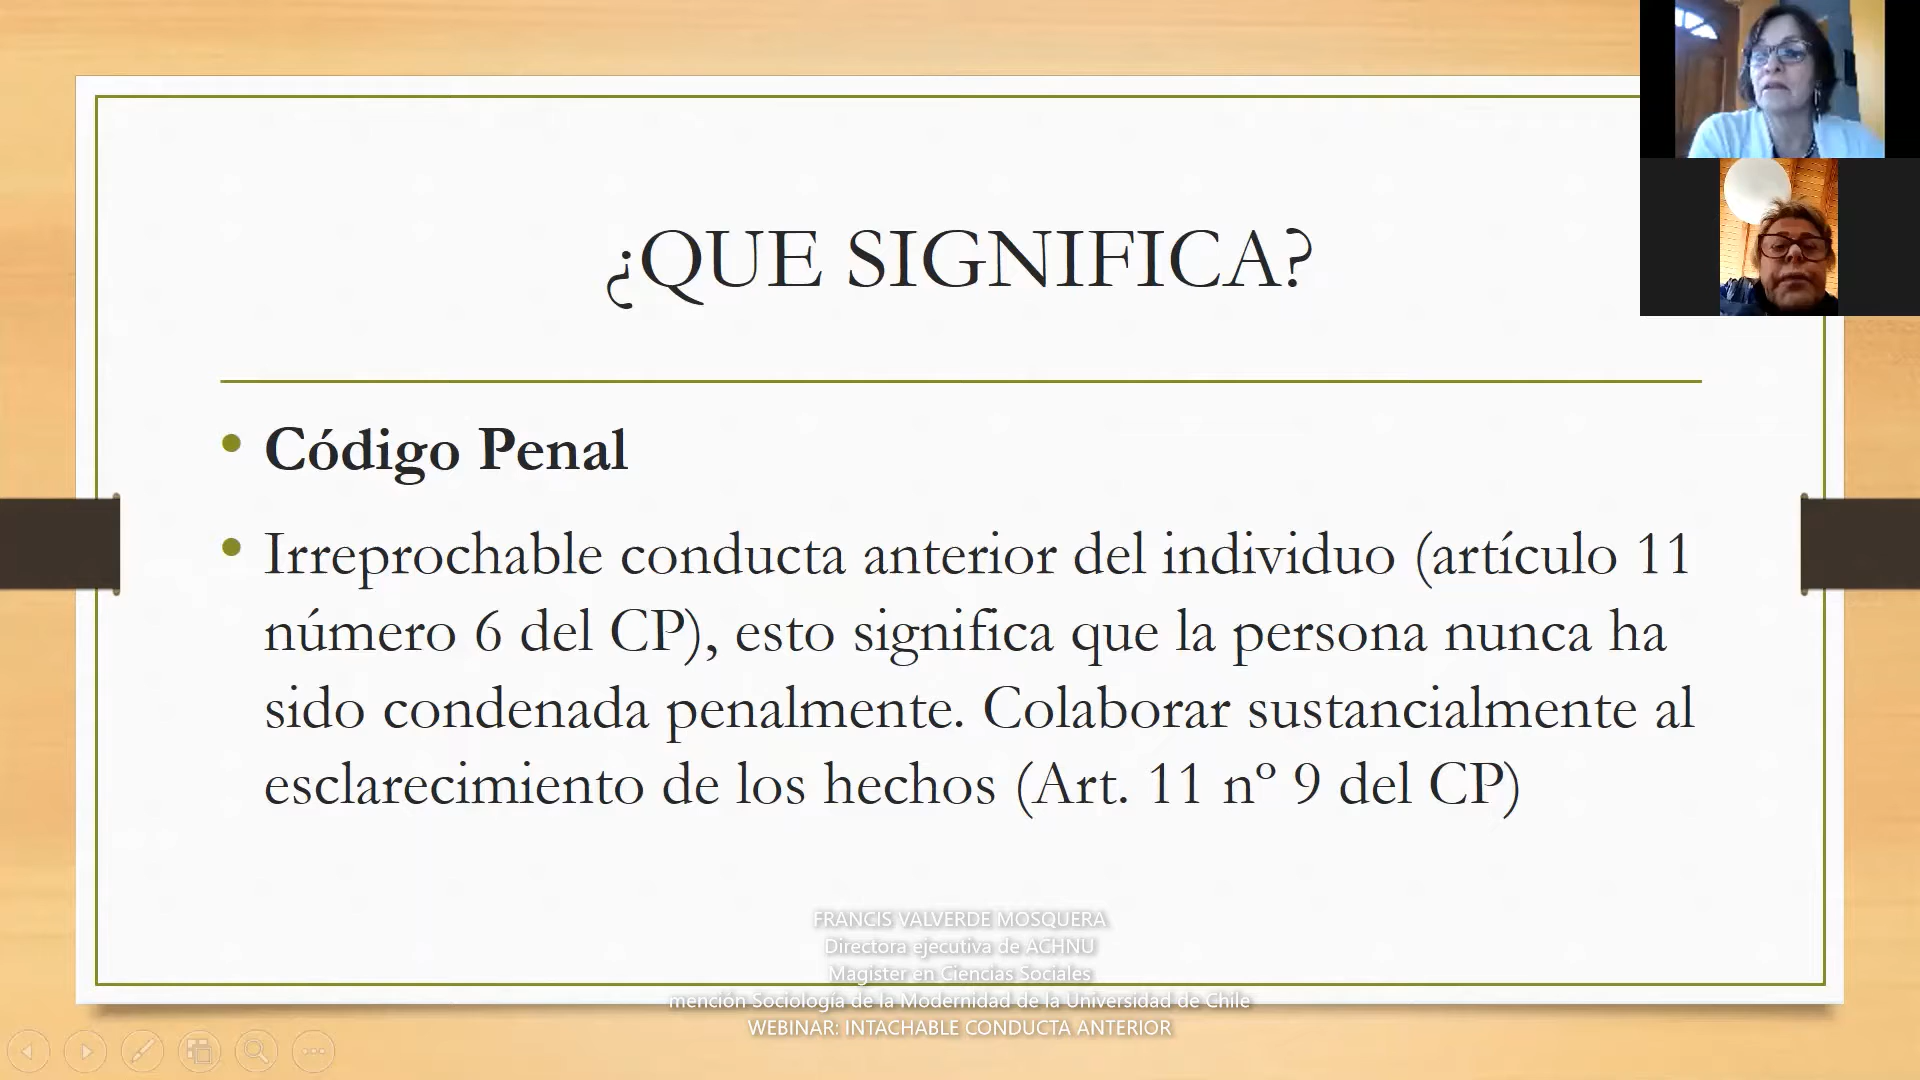 ¿QUE SIGNIFICA?
• Código Penal
• Irreprochable conducta anterior del individuo (artículo 11
número 6 del CP), esto significa que la persona nunca ha
sido condenada penalmente. Colaborar sustancialmente al
esclarecimiento de los hechos (Art. 11 nº 9 del CP)
FRANCIS VALVERDE MOSQUERA
Directora ejecutiva de ACHNU
Magister en Ciencias Sociales
mención Sociología de la Modernidad de la Universidad de Chile
WEBINAR: INTACHABLE CONDUCTA ANTERIOR